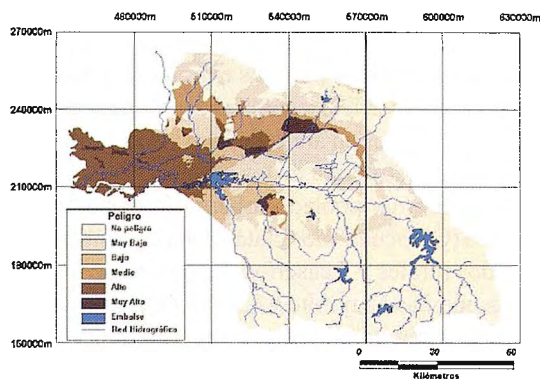 480000m 510000m 540000m 570000m 600000m 630000m
270000m
240000m
210000m
180000m
150000m
Peligro
No peligro
Muy Bajo
Bajo
Medio
Alto
Muy Alto
Embalse
Red Hidrográfica
0 30 60
Kilómetros